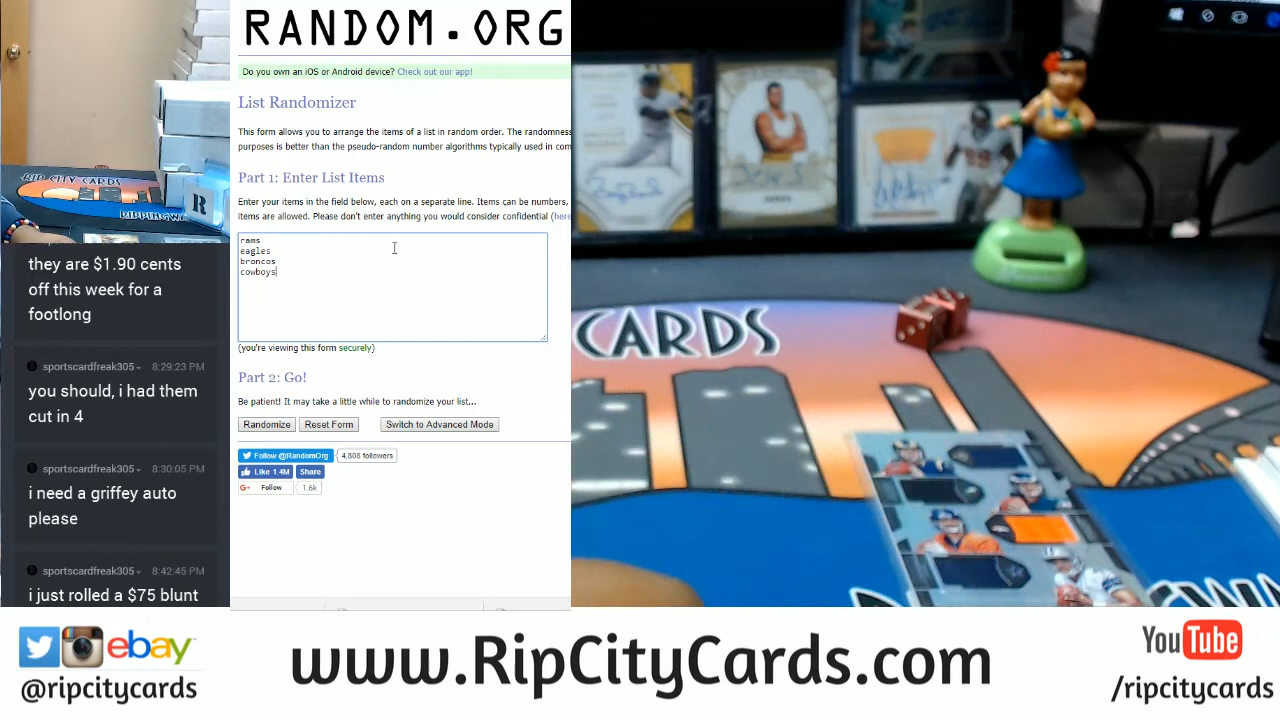 RANDOM.ORG
Do you own an iOS or Android device? Check out our app!
List Randomizer
This form allows you to arrange the items of a list in random order. The randomness
purposes is better than the pseudo-random number algorithms typically used in com
Part 1: Enter List Items
Enter your items in the field below, each on a separate line. Items can be numbers,
items are allowed. Please don't enter anything you would consider confidential (here
rams
eagles
broncos
cowboys
(you're viewing this form securely)
Part 2: Go!
Be patient! It may take a little while to randomize your list...
Randomize
Reset Form
Switch to Advanced Mode
Follow @RandomOrg
4,808 followers
Like 1.4M
Share
G+ Follow
1.6k
RIP CITY CARDS
R
they are $1.90 cents
off this week for a
footlong
sportscardfreak305 8:29:23 PM
you should, i had them
cut in 4
sportscardfreak305 8:30:05 PM
i need a griffey auto
please
sportscardfreak305 8:42:45 PM
i just rolled a $75 blunt
CARDS
ebay
@ripcitycards
www.RipCityCards.com
YouTube
/ripcitycards